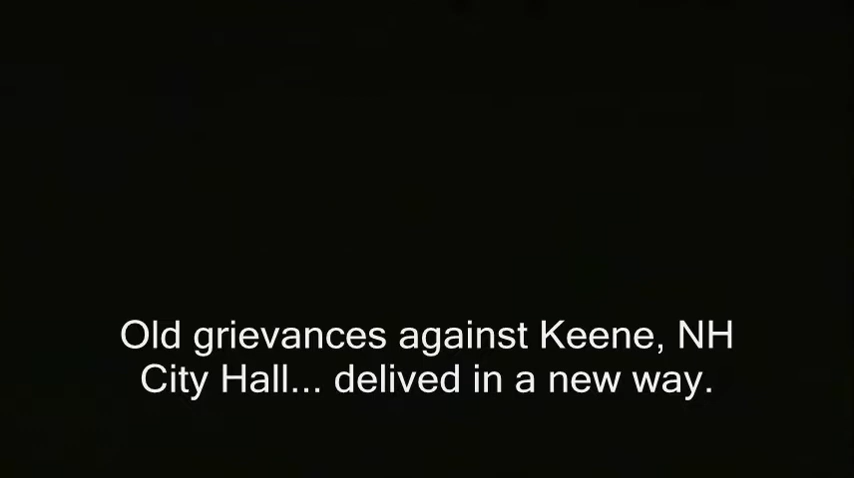 Old grievances against Keene, NH
City Hall... delived in a new way.